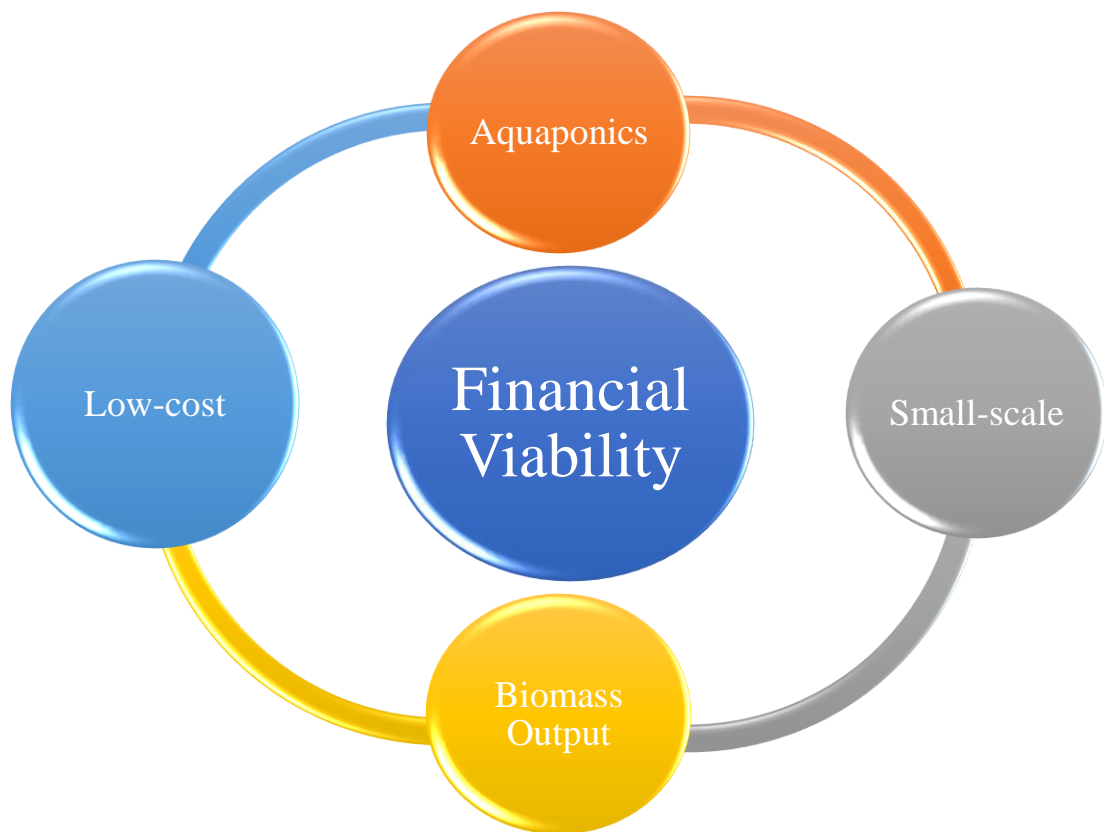 Aquaponics
Financial
Viability
Low-cost
Small-scale
Biomass
Output